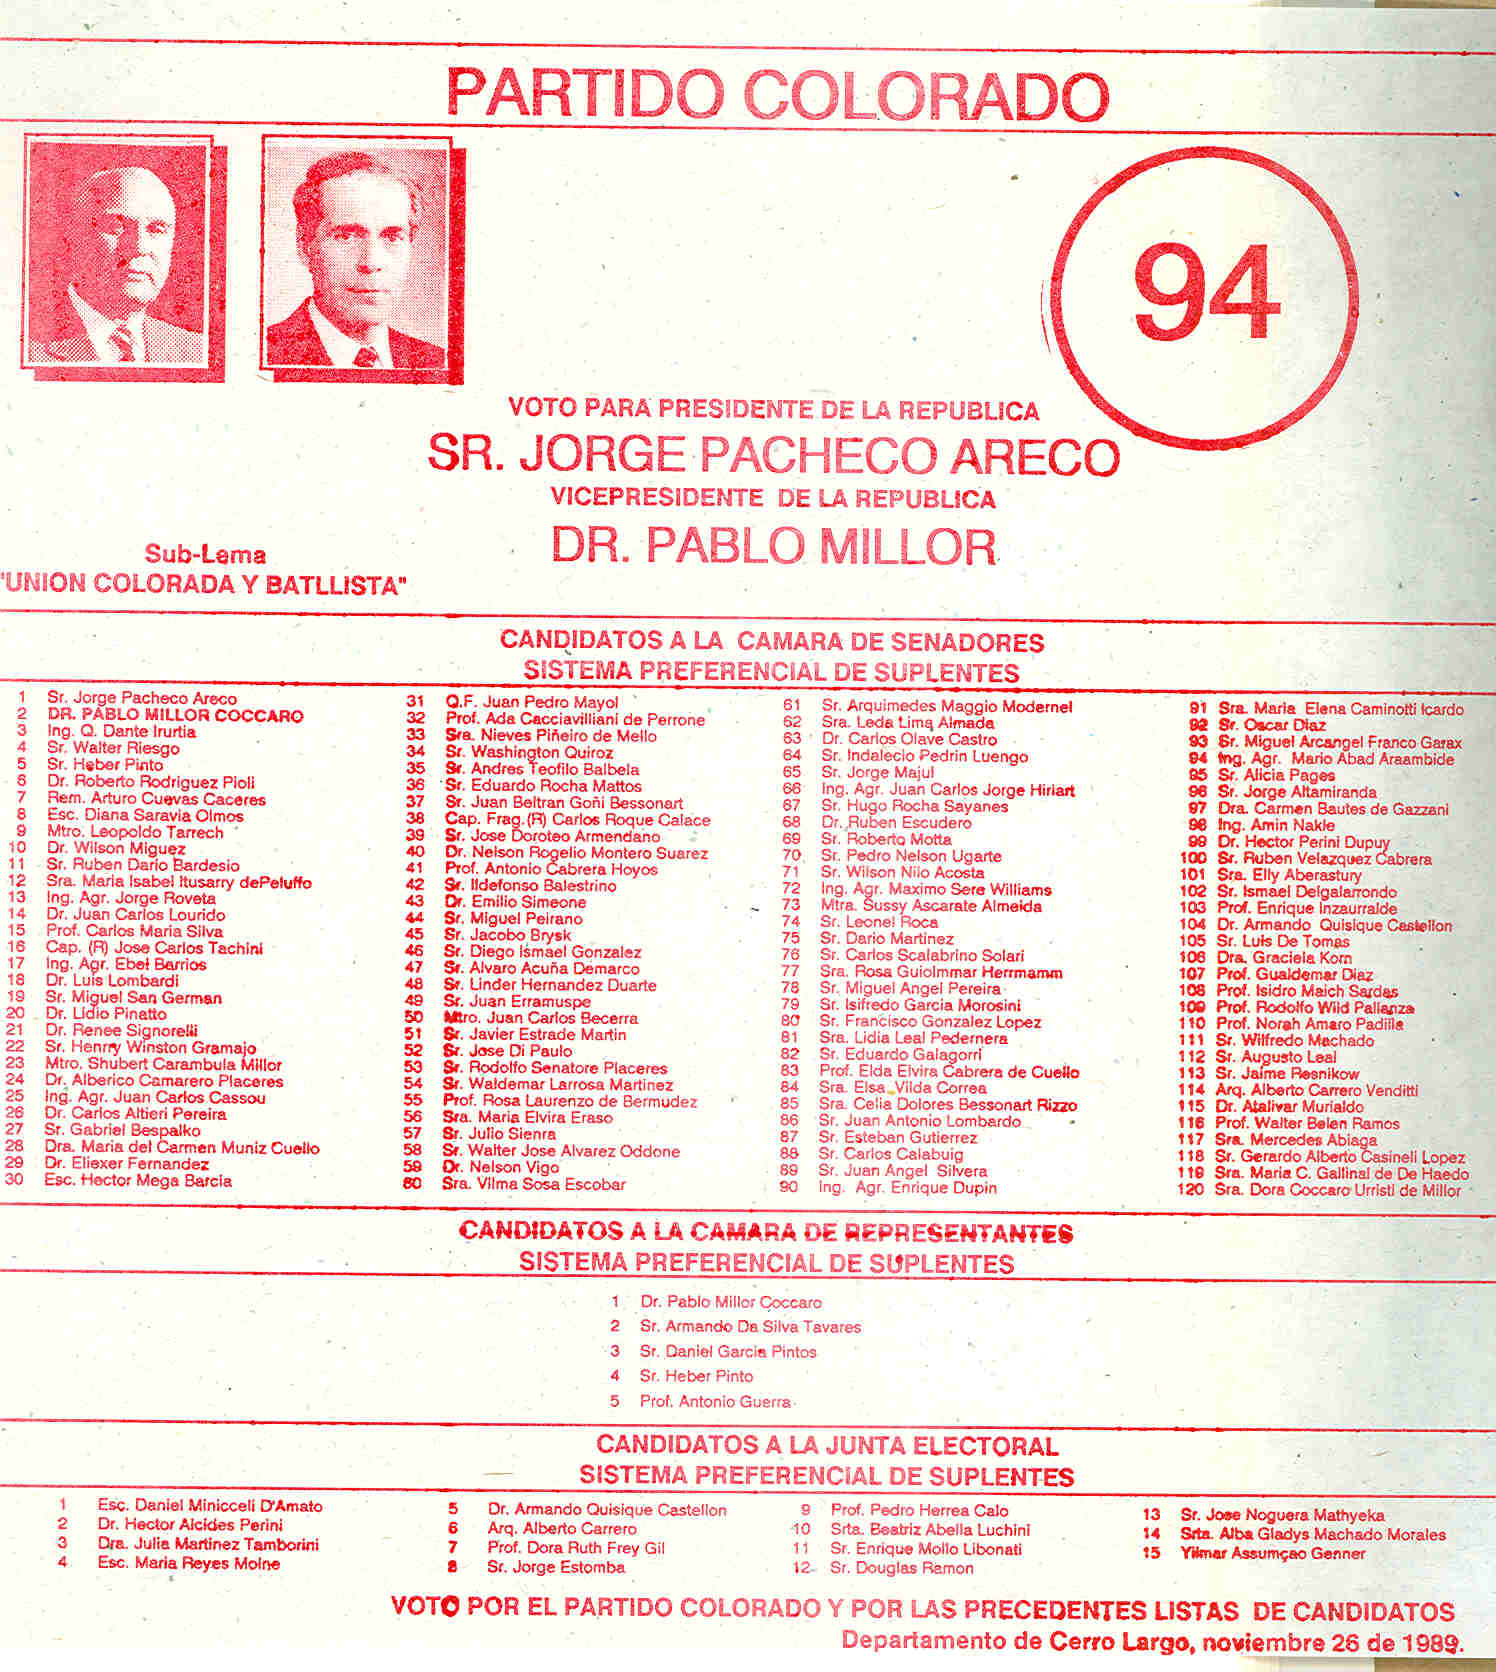 PARTIDO COLORADO
94
VOTO PARA PRESIDENTE DE LA REPUBLICA
SR. JORGE PACHECO ARECO
VICEPRESIDENTE DE LA REPUBLICA
DR. PABLO MILLOR
Sub-Lema
"UNION COLORADA Y BATLLISTA"
CANDIDATOS A LA CAMARA DE SENADORES
SISTEMA PREFERENCIAL DE SUPLENTES
1 Sr. Jorge Pacheco Areco
2 DR. PABLO MILLOR COCCARO
3 Ing. Q. Dante Irurtia
4 Sr. Walter Riesgo
5 Sr. Heber Pinto
6 Dr. Roberto Rodriguez Pioli
7 Rem. Arturo Cuevas Caceres
8 Esc. Diana Saravia Olmos
9 Mtro. Leopoldo Tarrech
10 Dr. Wilson Miguez
11 Sr. Ruben Dario Bardesio
12 Sra. Maria Isabel Itusarry dePeluffo
13 Ing. Agr. Jorge Roveta
14 Dr. Juan Carlos Lourido
15 Prof. Carlos Maria Silva
16 Cap. (R) Jose Carlos Tachini
17 Ing. Agr. Ebel Barrios
18 Dr. Luis Lombardi
19 Sr. Miguel San German
20 Dr. Lidio Pinatto
21 Dr. Renee Signorelli
22 Sr. Henrry Winston Gramajo
23 Mtro. Shubert Carambula Millor
24 Dr. Alberico Camarero Placeres
25 Ing. Agr. Juan Carlos Cassou
26 Dr. Carlos Altieri Pereira
27 Sr. Gabriel Bespalko
28 Dra. Maria del Carmen Muniz Cuello
29 Dr. Eliexer Fernandez
30 Esc. Hector Mega Barcia
31 Q.F. Juan Pedro Mayol
32 Prof. Ada Cacciavilliani de Perrone
33 Sra. Nieves Piñeiro de Mello
34 Sr. Washington Quiroz
35 Sr. Andres Teofilo Balbela
36 Sr. Eduardo Rocha Mattos
37 Sr. Juan Beltran Goñi Bessonart
38 Cap. Frag.(R) Carlos Roque Calace
39 Sr. Jose Doroteo Armendano
40 Dr. Nelson Rogelio Montero Suarez
41 Prof. Antonio Cabrera Hoyos
42 Sr. Ildefonso Balestrino
43 Dr. Emilio Simeone
44 Sr. Miguel Peirano
45 Sr. Jacobo Brysk
46 Sr. Diego Ismael Gonzalez
47 Sr. Alvaro Acuña Demarco
48 Sr. Linder Hernandez Duarte
49 Sr. Juan Erramuspe
50 Mtro. Juan Carlos Becerra
51 Sr. Javier Estrade Martin
52 Sr. Jose Di Paulo
53 Sr. Rodolfo Senatore Placeres
54 Sr. Waldemar Larrosa Martinez
55 Prof. Rosa Laurenzo de Bermudez
56 Sra. Maria Elvira Eraso
57 Sr. Julio Sienra
58 Sr. Walter Jose Alvarez Oddone
59 Dr. Nelson Vigo
60 Sra. Vilma Sosa Escobar
61 Sr. Arquimedes Maggio Modernel
62 Sra. Leda Lima Almada
63 Dr. Carlos Olave Castro
64 Sr. Indalecio Pedrin Luengo
65 Sr. Jorge Majul
66 Ing. Agr. Juan Carlos Jorge Hiriart
67 Sr. Hugo Rocha Sayanes
68 Dr. Ruben Escudero
69 Sr. Roberto Motta
70 Sr. Pedro Nelson Ugarte
71 Sr. Wilson Nilo Acosta
72 Ing. Agr. Maximo Sere Williams
73 Mtra. Sussy Ascarate Almeida
74 Sr. Leonel Roca
75 Sr. Dario Martinez
76 Sr. Carlos Scalabrino Solari
77 Sra. Rosa Guiolmmar Herrmamm
78 Sr. Miguel Angel Pereira
79 Sr. Isifredo Garcia Morosini
80 Sr. Francisco Gonzalez Lopez
81 Sra. Lidia Leal Pedernera
82 Sr. Eduardo Galagorri
83 Prof. Elda Elvira Cabrera de Cuello
84 Sra. Elsa Vilda Correa
85 Sra. Celia Dolores Bessonart Rizzo
86 Sr. Juan Antonio Lombardo
87 Sr. Esteban Gutierrez
88 Sr. Carlos Calabuig
89 Sr. Juan Angel Silvera
90 Ing. Agr. Enrique Dupin
91 Sra. Maria Elena Caminotti Icardo
92 Sr. Oscar Diaz
93 Sr. Miguel Arcangel Franco Garax
94 Ing. Agr. Mario Abad Araambide
95 Sr. Alicia Pages
96 Sr. Jorge Altamiranda
97 Dra. Carmen Bautes de Gazzani
98 Ing. Amin Nakle
99 Dr. Hector Perini Dupuy
100 Sr. Ruben Velazquez Cabrera
101 Sra. Elly Aberastury
102 Sr. Ismael Delgalarrondo
103 Prof. Enrique Inzaurralde
104 Dr. Armando Quisique Castellon
105 Sr. Luis De Tomas
106 Dra. Graciela Korn
107 Prof. Gualdemar Diaz
108 Prof. Isidro Maich Sardas
109 Prof. Rodolfo Wild Pallanza
110 Prof. Norah Amaro Padilla
111 Sr. Wilfredo Machado
112 Sr. Augusto Leal
113 Sr. Jaime Resnikow
114 Arq. Alberto Carrero Venditti
115 Dr. Atalivar Murialdo
116 Prof. Walter Belen Ramos
117 Sra. Mercedes Abiaga
118 Sr. Gerardo Alberto Casineli Lopez
119 Sra. Maria C. Gallinal de De Haedo
120 Sra. Dora Coccaro Urristi de Millor
CANDIDATOS A LA CAMARA DE REPRESENTANTES
SISTEMA PREFERENCIAL DE SUPLENTES
1 Dr. Pablo Millor Coccaro
2 Sr. Armando Da Silva Tavares
3 Sr. Daniel Garcia Pintos
4 Sr. Heber Pinto
5 Prof. Antonio Guerra
CANDIDATOS A LA JUNTA ELECTORAL
SISTEMA PREFERENCIAL DE SUPLENTES
1 Esc. Daniel Minicceli D'Amato
2 Dr. Hector Alcides Perini
3 Dra. Julia Martinez Tamborini
4 Esc. Maria Reyes Moine
5 Dr. Armando Quisique Castellon
6 Arq. Alberto Carrero
7 Prof. Dora Ruth Frey Gil
8 Sr. Jorge Estomba
9 Prof. Pedro Herrea Calo
10 Srta. Beatriz Abella Luchini
11 Sr. Enrique Mollo Libonati
12 Sr. Douglas Ramon
13 Sr. Jose Noguera Mathyeka
14 Srta. Alba Gladys Machado Morales
15 Yilmar Assumçao Genner
VOTO POR EL PARTIDO COLORADO Y POR LAS PRECEDENTES LISTAS DE CANDIDATOS
Departamento de Cerro Largo, noviembre 26 de 1989.